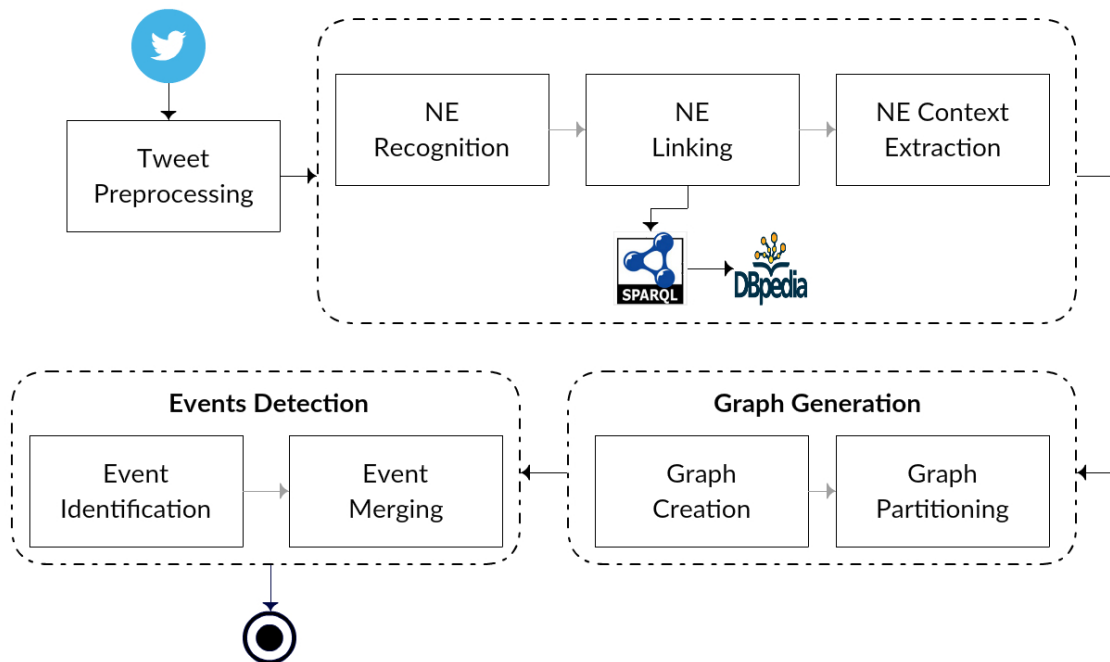 Tweet
Preprocessing
NE
Recognition
NE
Linking
NE Context
Extraction
SPARQL
DBpedia
Events Detection
Event
Identification
Event
Merging
Graph Generation
Graph
Creation
Graph
Partitioning